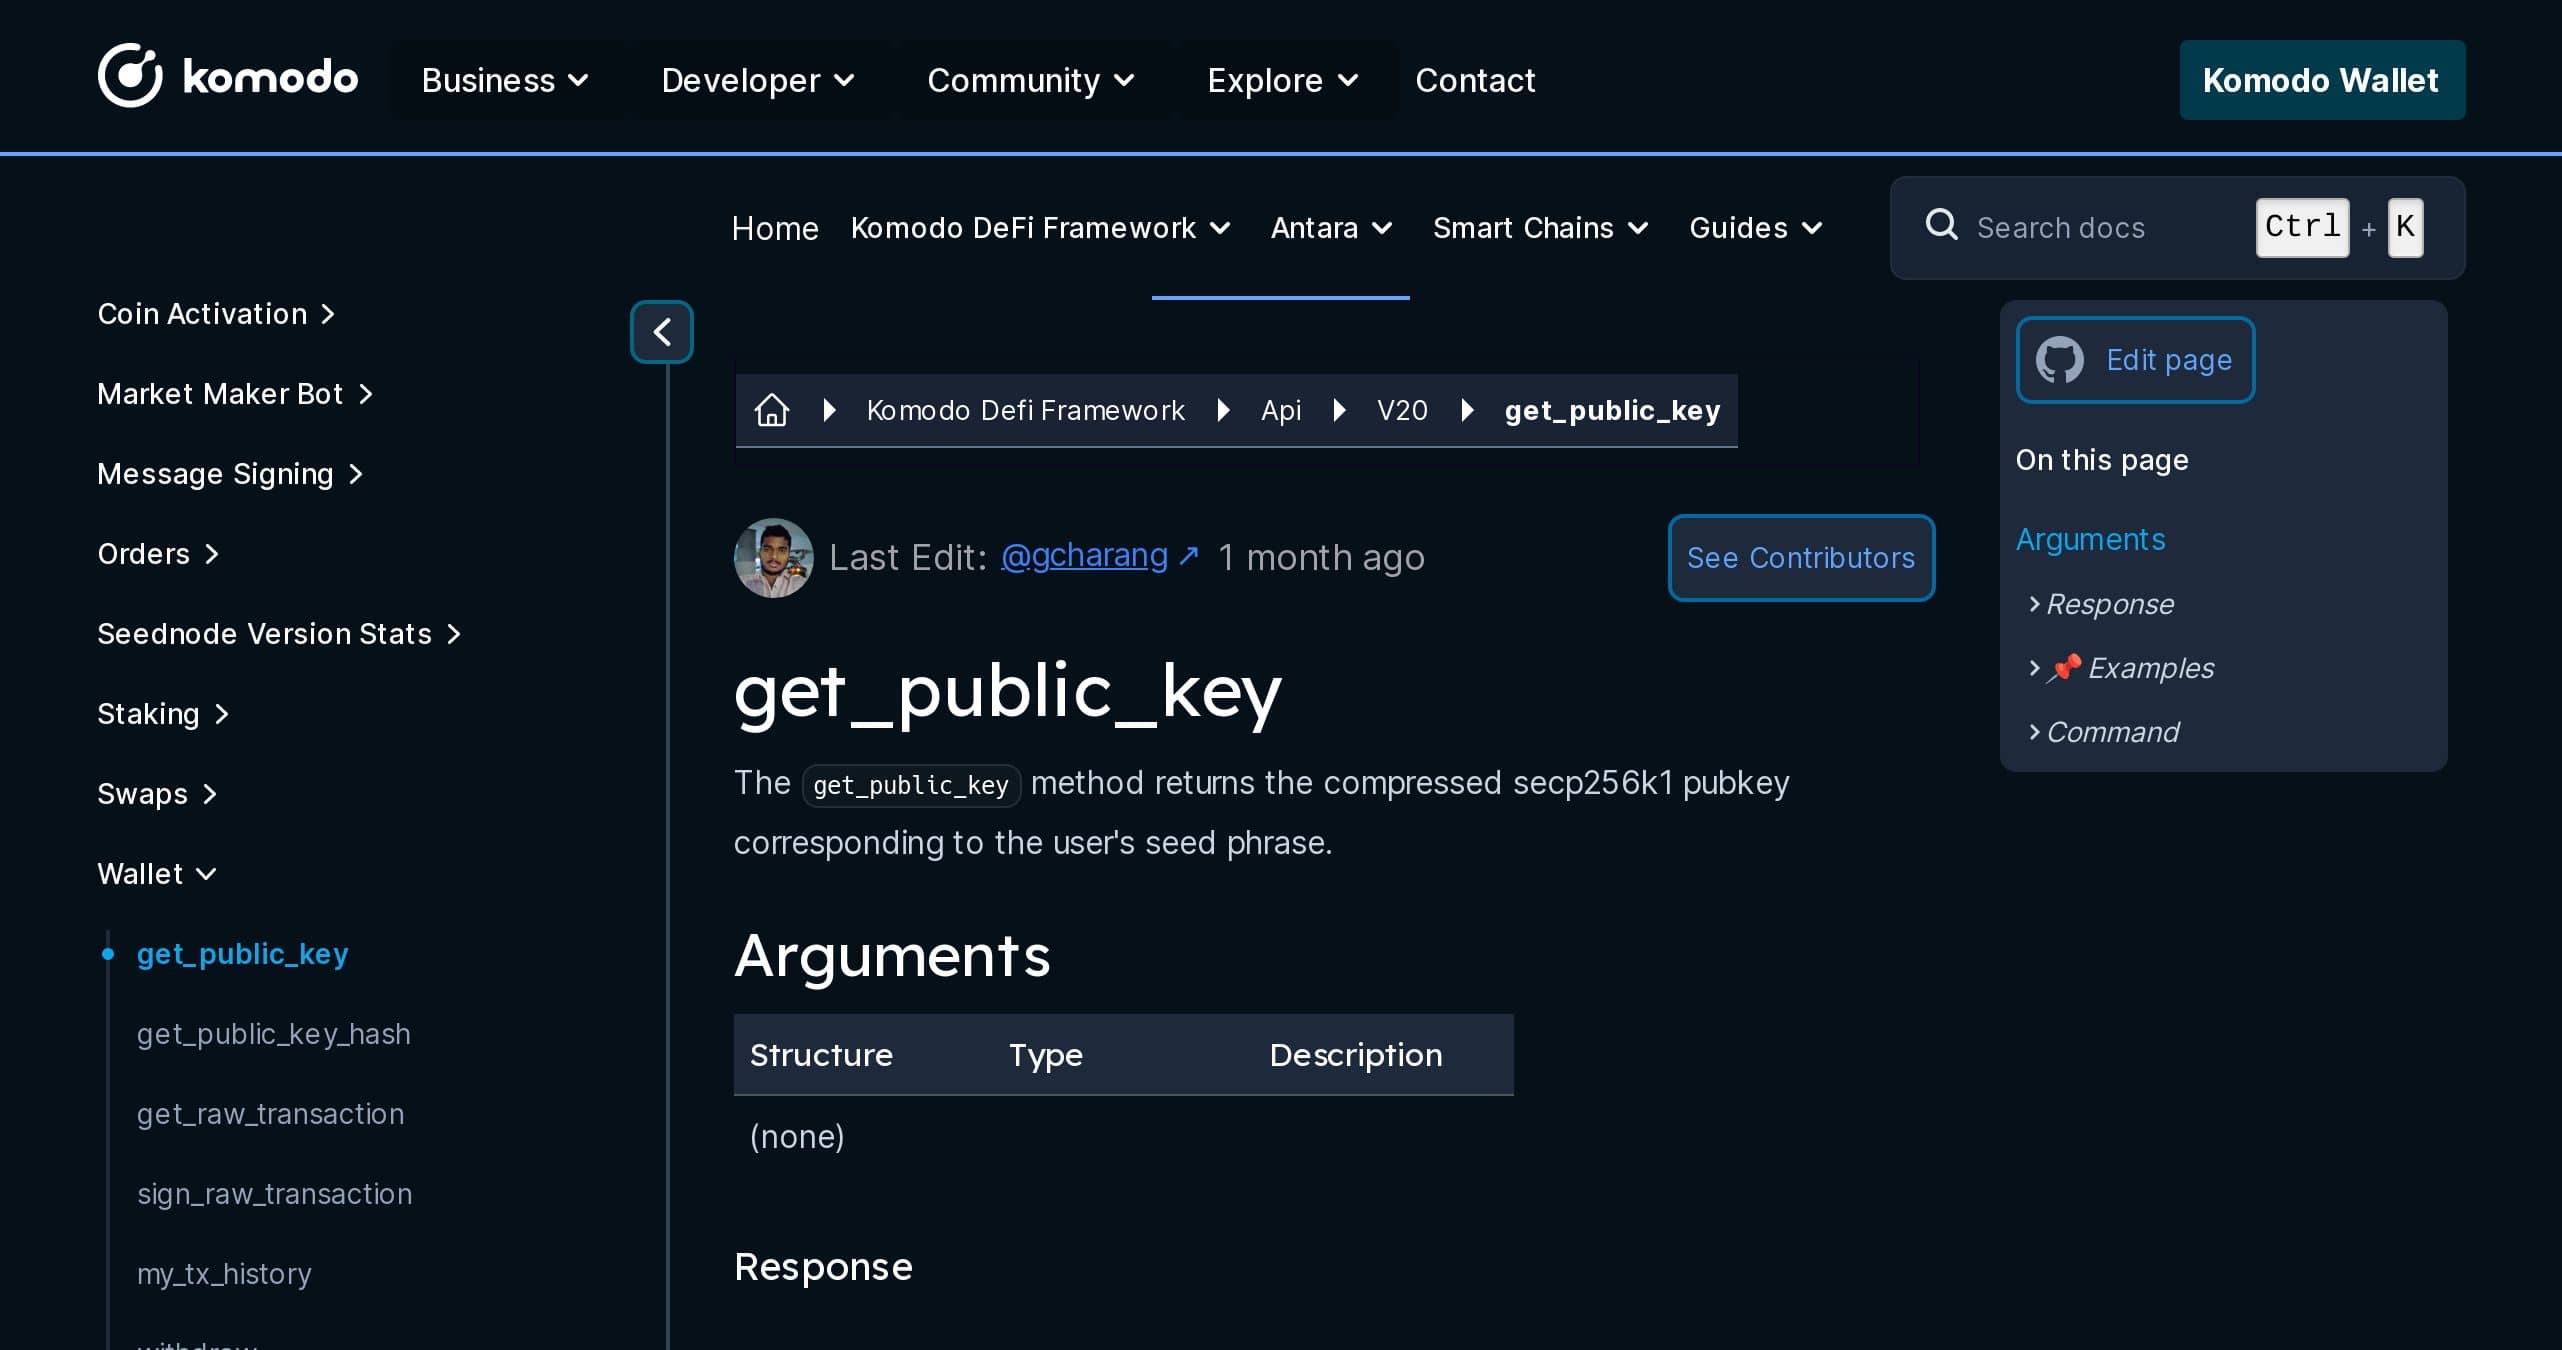 komodo Business Developer Community Explore Contact Komodo Wallet
Home Komodo DeFi Framework Antara Smart Chains Guides Search docs Ctrl + K
Coin Activation
Market Maker Bot
Message Signing
Orders
Seednode Version Stats
Staking
Swaps
Wallet
get_public_key
get_public_key_hash
get_raw_transaction
sign_raw_transaction
my_tx_history
Komodo Defi Framework Api V20 get_public_key
Last Edit: @gcharang ↗ 1 month ago See Contributors
get_public_key
The get_public_key method returns the compressed secp256k1 pubkey
corresponding to the user's seed phrase.
Arguments
Structure Type Description
(none)
Response
Edit page
On this page
Arguments
Response
📌 Examples
Command